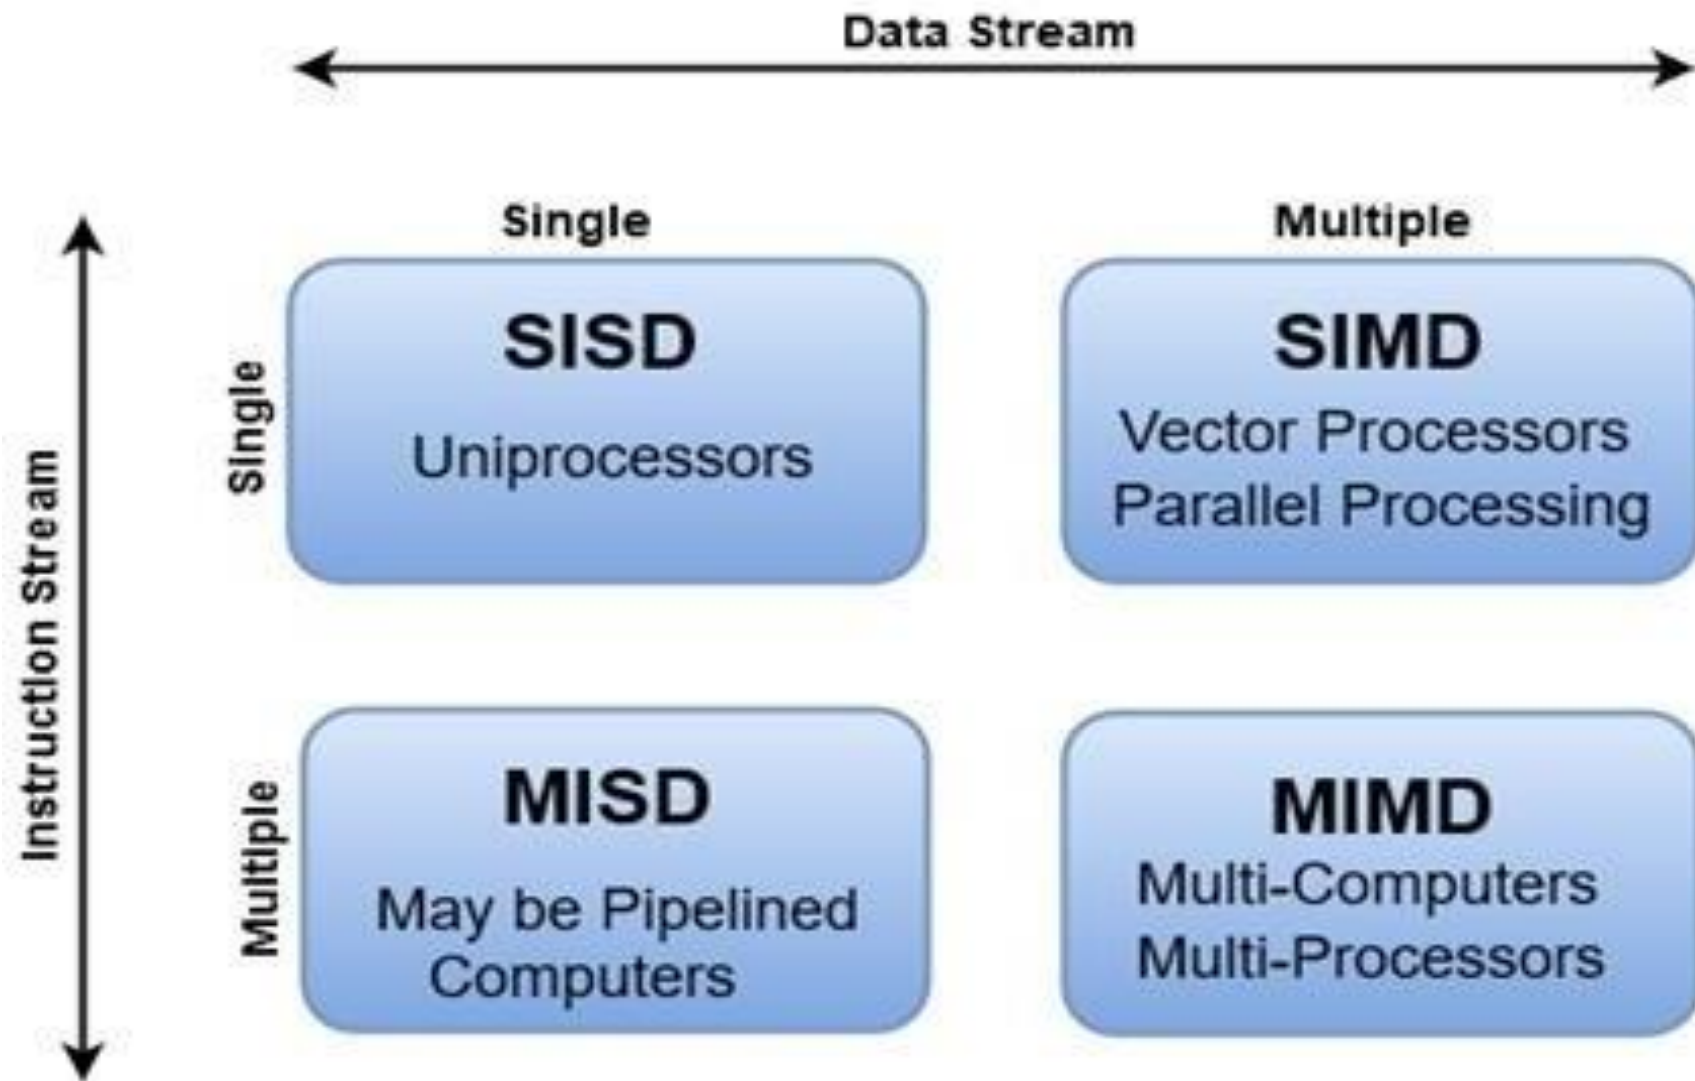 Data Stream
Single
Multiple
Instruction Stream
Single
SISD
Uniprocessors
SIMD
Vector Processors
Parallel Processing
Multiple
MISD
May be Pipelined
Computers
MIMD
Multi-Computers
Multi-Processors